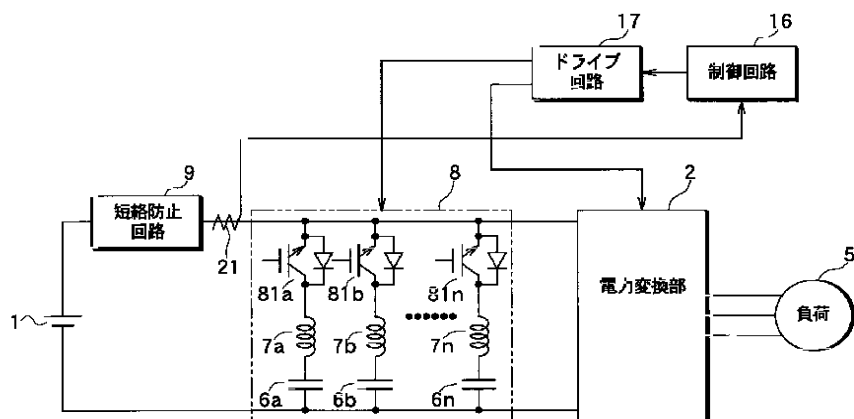 17
16
ドライブ
回路
制御回路
9
8
2
短絡防止
回路
21
81a
81b
81n
電力変換部
5
負荷
1
7a
7b
7n
6a
6b
6n